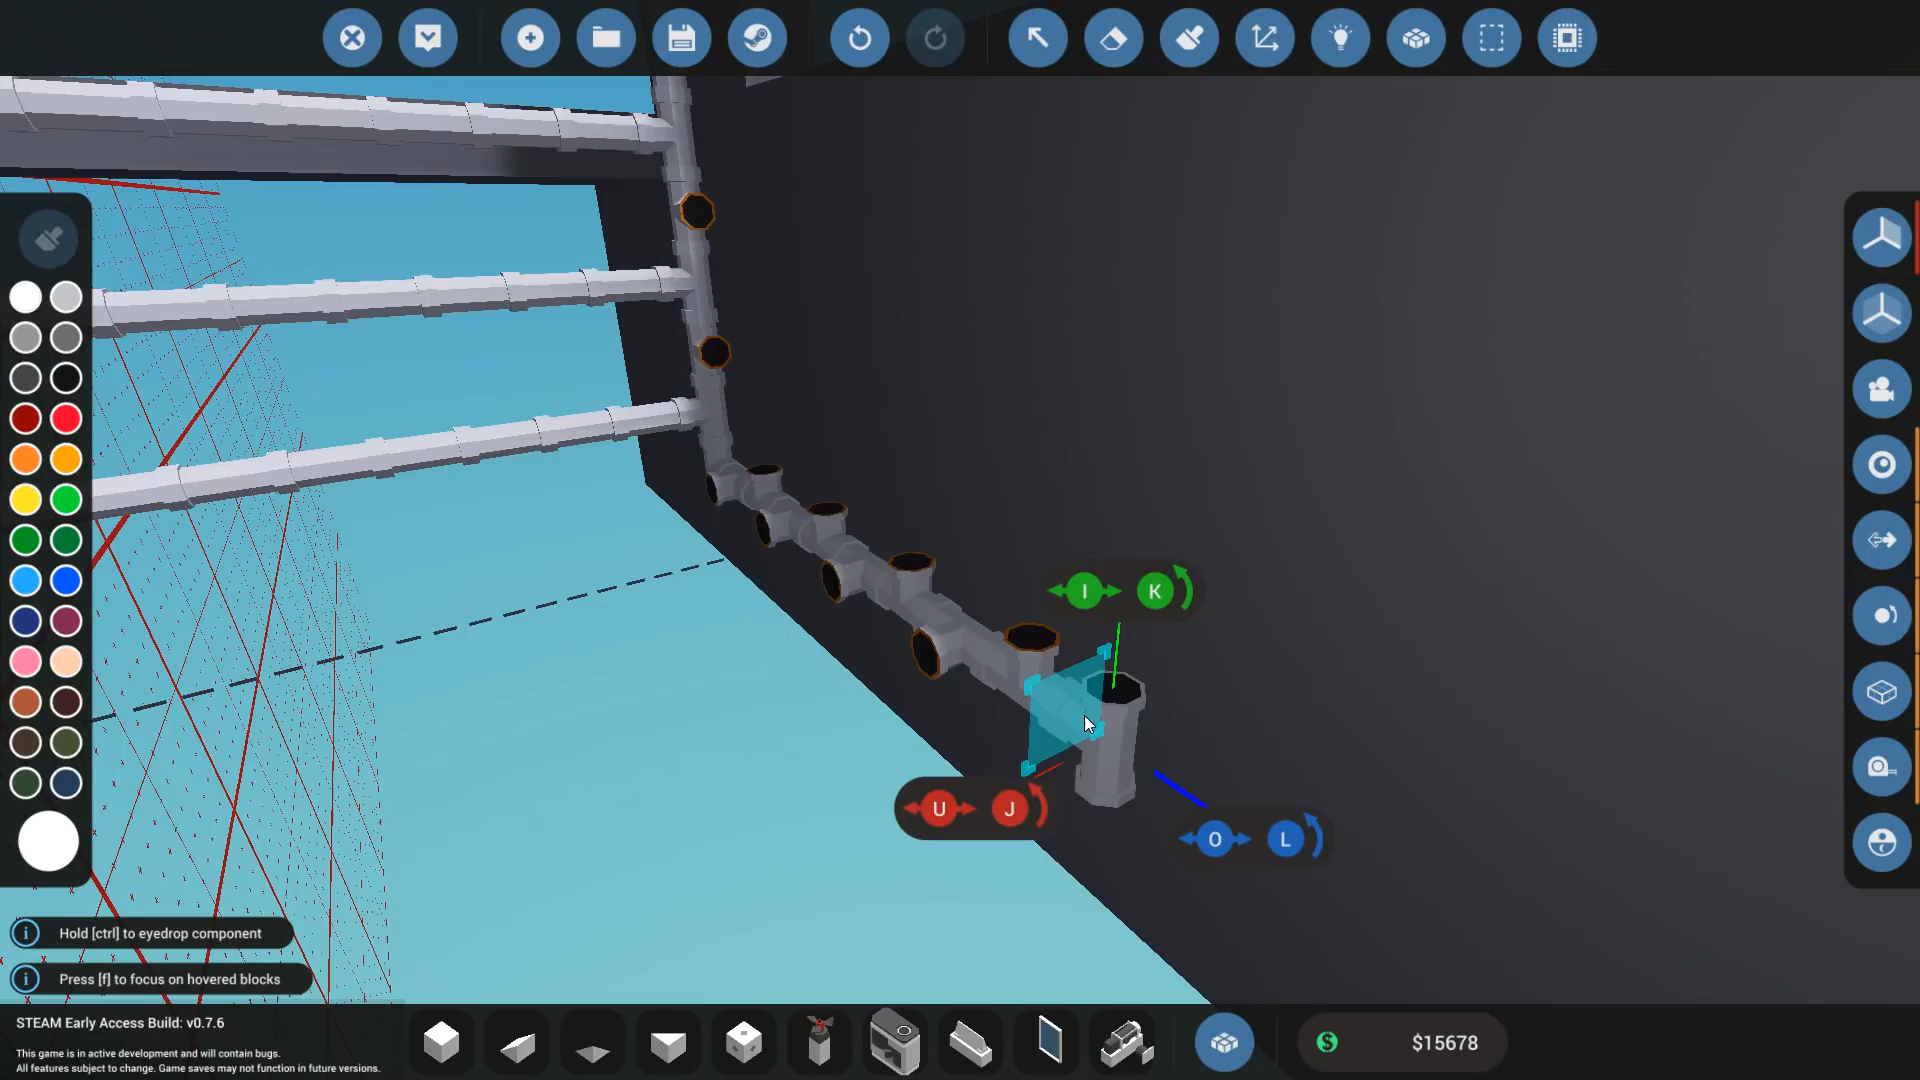 I
K
U
J
O
L
Hold [ctrl] to eyedrop component
Press [f] to focus on hovered blocks
STEAM Early Access Build: v0.7.6
This game is in active development and will contain bugs.
All features subject to change. Game saves may not function in future versions.
$15678